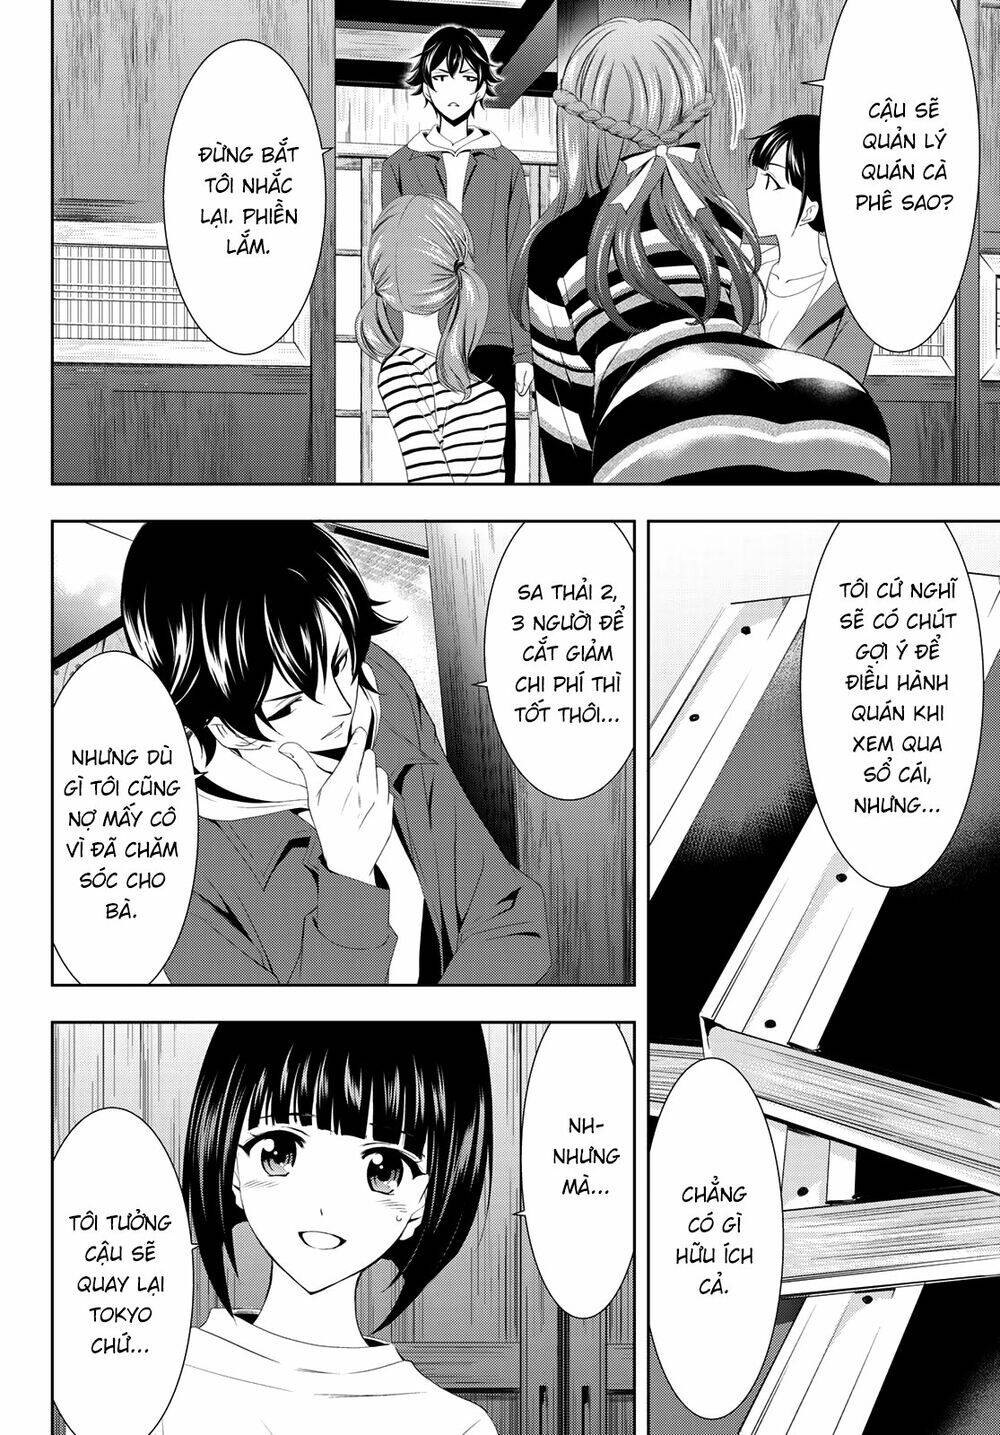 CẬU SẼ
QUẢN LÝ
QUÁN CÀ
PHÊ SAO?
ĐỪNG BẮT
TÔI NHẮC
LẠI. PHIỀN
LẮM.
TÔI CỨ NGHĨ
SẼ CÓ CHÚT
GỢI Ý ĐỂ
ĐIỀU HÀNH
QUÁN KHI
XEM QUA
SỔ CÁI,
NHƯNG...
CHẲNG
CÓ GÌ
HỮU ÍCH
CẢ.
SA THẢI 2,
3 NGƯỜI ĐỂ
CẮT GIẢM
CHI PHÍ THÌ
TỐT THÔI...
NHƯNG DÙ
GÌ TÔI CŨNG
NỢ MẤY CÔ
VÌ ĐÃ CHĂM
SÓC CHO
BÀ.
NH-
NHƯNG
MÀ...
TÔI TƯỞNG
CẬU SẼ
QUAY LẠI
TOKYO
CHỨ...